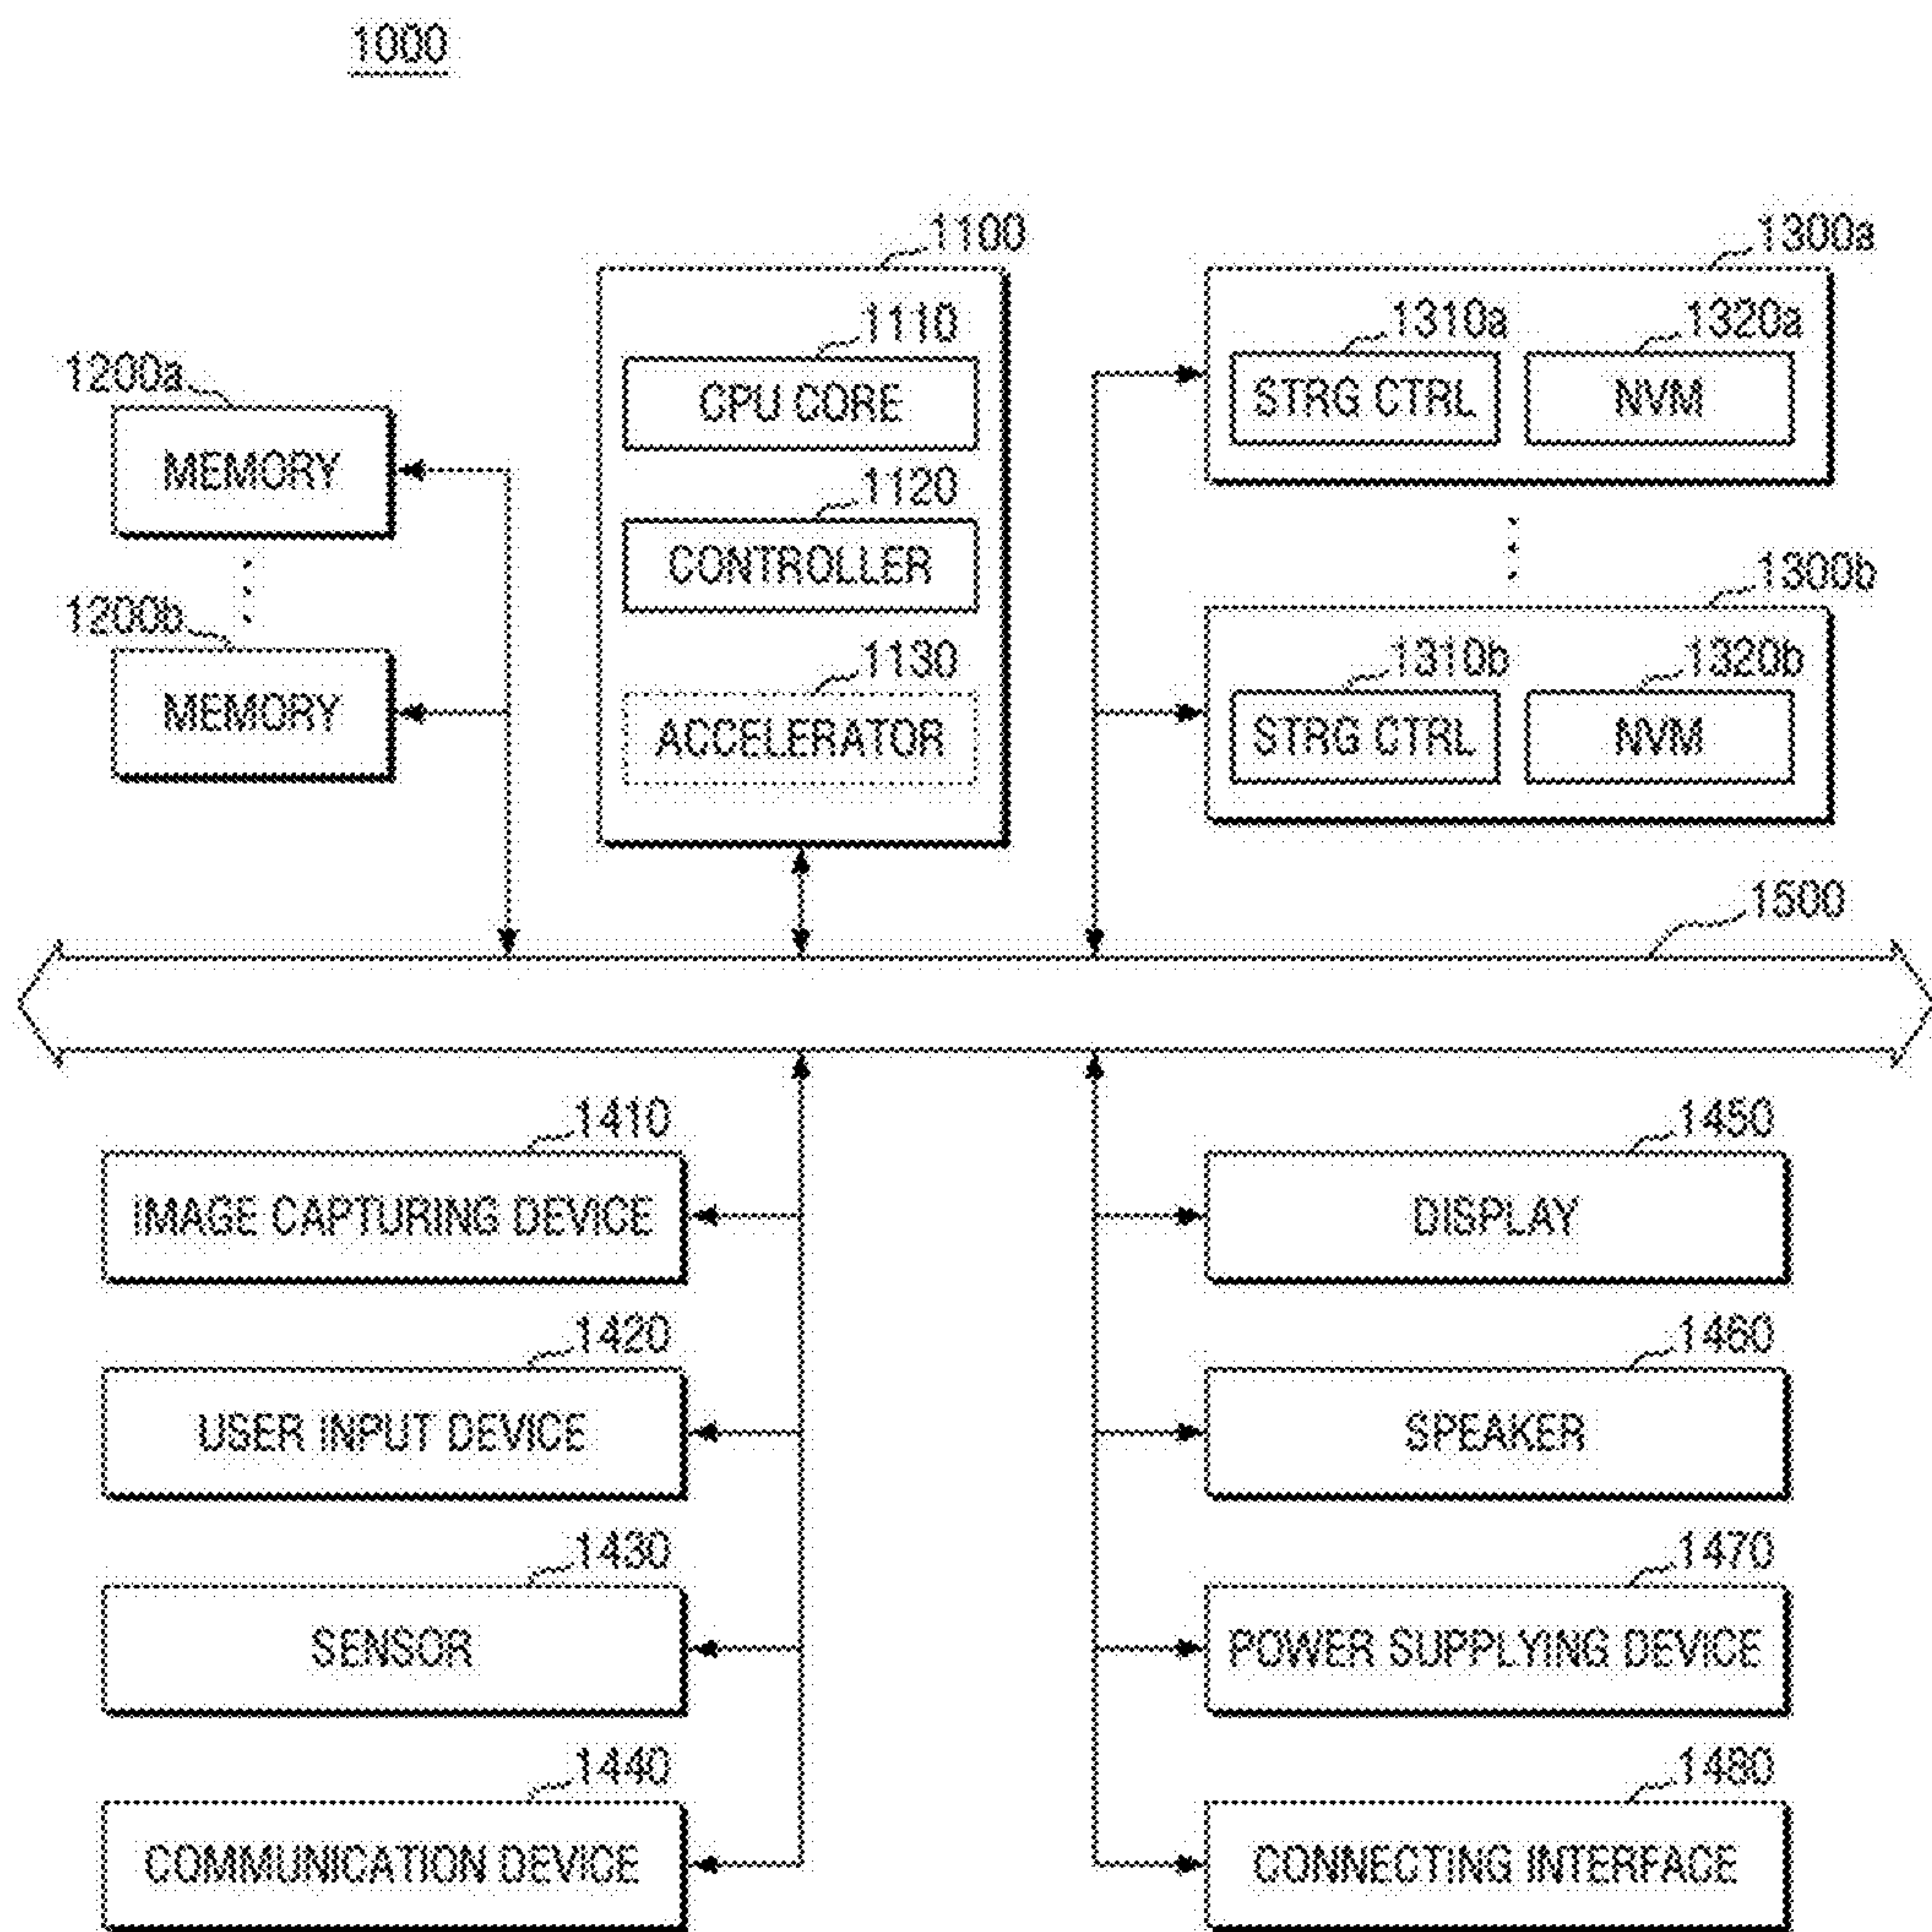 1000
1100
1110
CPU CORE
1120
CONTROLLER
1130
ACCELERATOR
1200a
MEMORY
1200b
MEMORY
1300a
1310a 1320a
STRG CTRL NVM
1300b
1310b 1320b
STRG CTRL NVM
1500
1410
IMAGE CAPTURING DEVICE
1420
USER INPUT DEVICE
1430
SENSOR
1440
COMMUNICATION DEVICE
1450
DISPLAY
1460
SPEAKER
1470
POWER SUPPLYING DEVICE
1480
CONNECTING INTERFACE